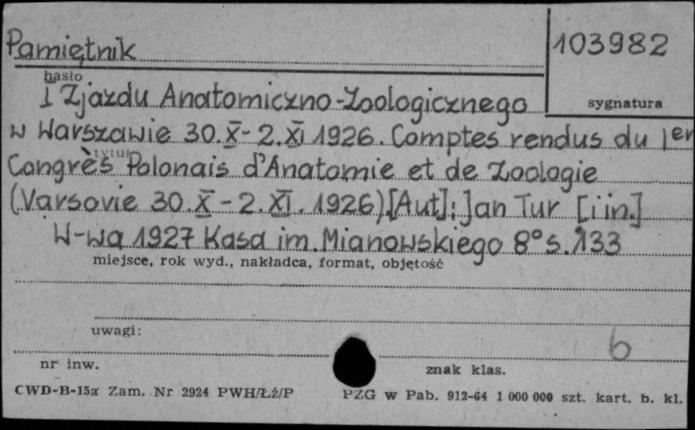 Pamiętnik
103982
hasło
I Zjazdu Anatomiczno-Zoologicznego
sygnatura
w Warszawie 30.X-2.XI 1926. Comptes rendus du 1er
tytuł
Congrès Polonais d'Anatomie et de Zoologie
(Varsovie 30.X-2.XI.1926).[Aut]: Jan Tur [i in.]
W-wa 1927 Kasa im. Mianowskiego 8° s. 133
miejsce, rok wyd., nakładca, format, objętość
uwagi:
6
nr inw.
znak klas.
CWD-B-15a Zam. Nr 2924 PWH/Łź/P
PZG w Pab. 912-64 1 000 000 szt. kart. b. kl.